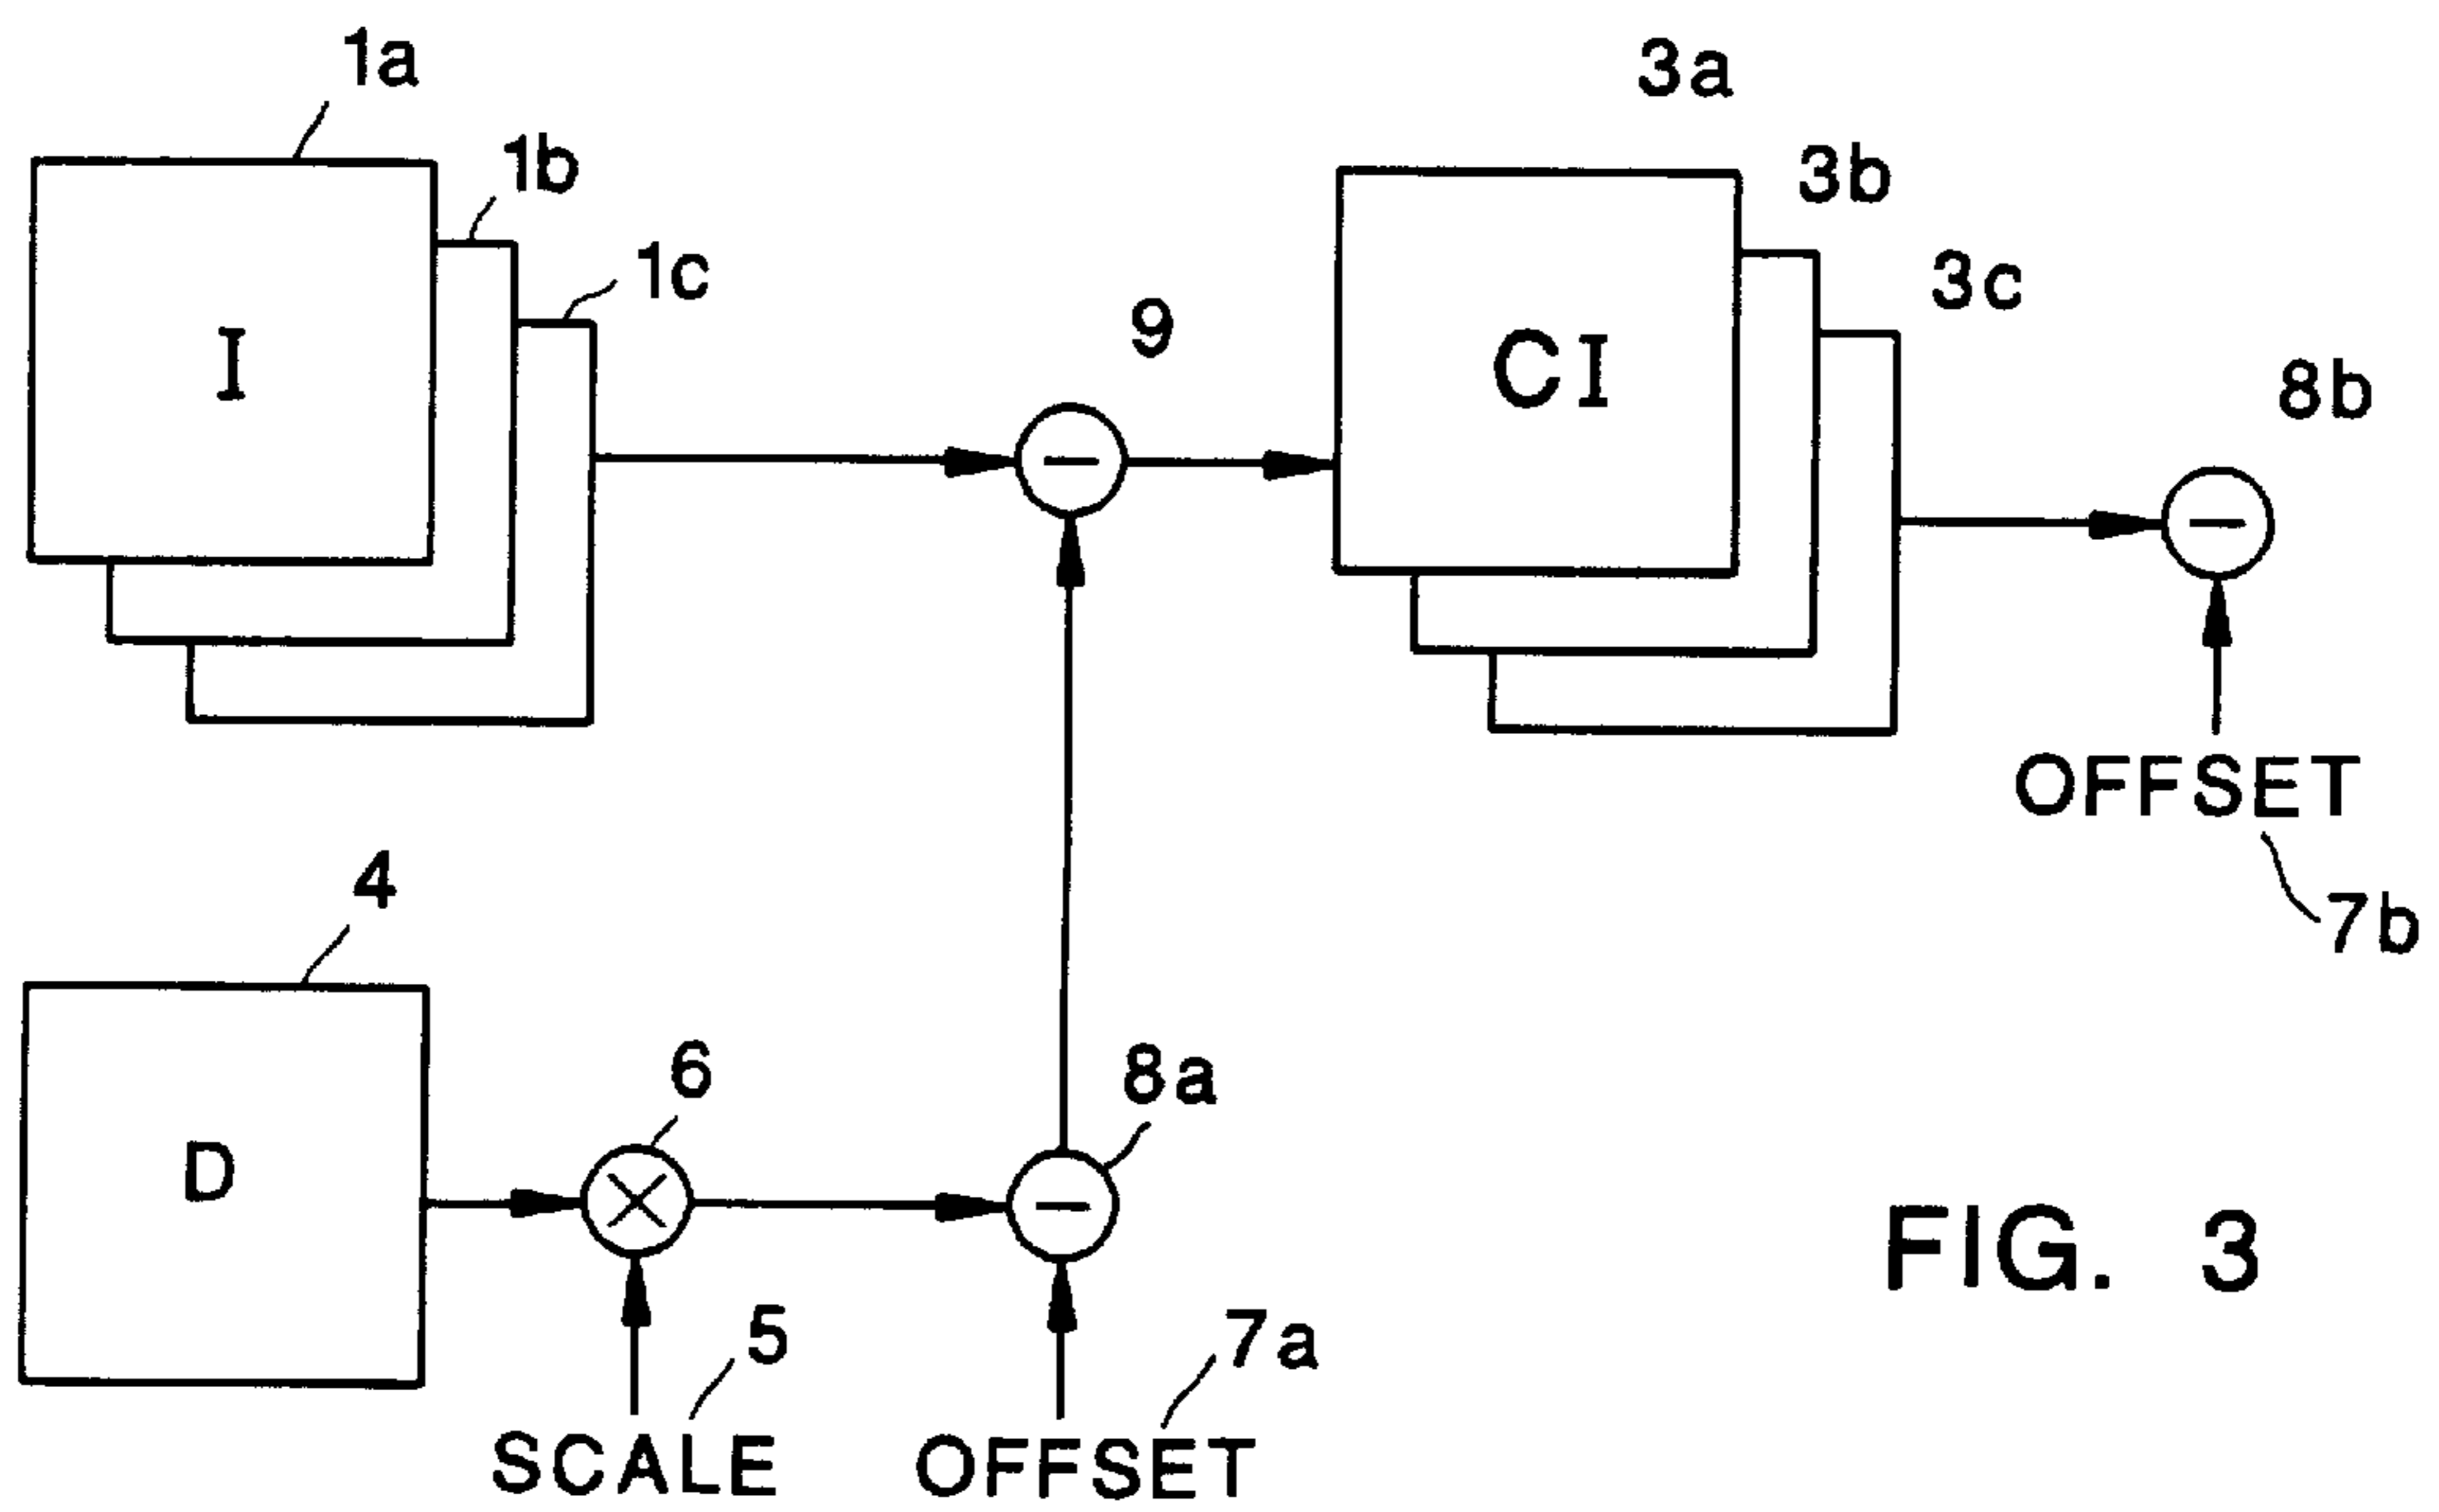 1a
1b
1c
I
3a
3b
3c
CI
9
8b
−
−
OFFSET
7b
4
D
6
×
8a
−
5
SCALE
7a
OFFSET
FIG. 3